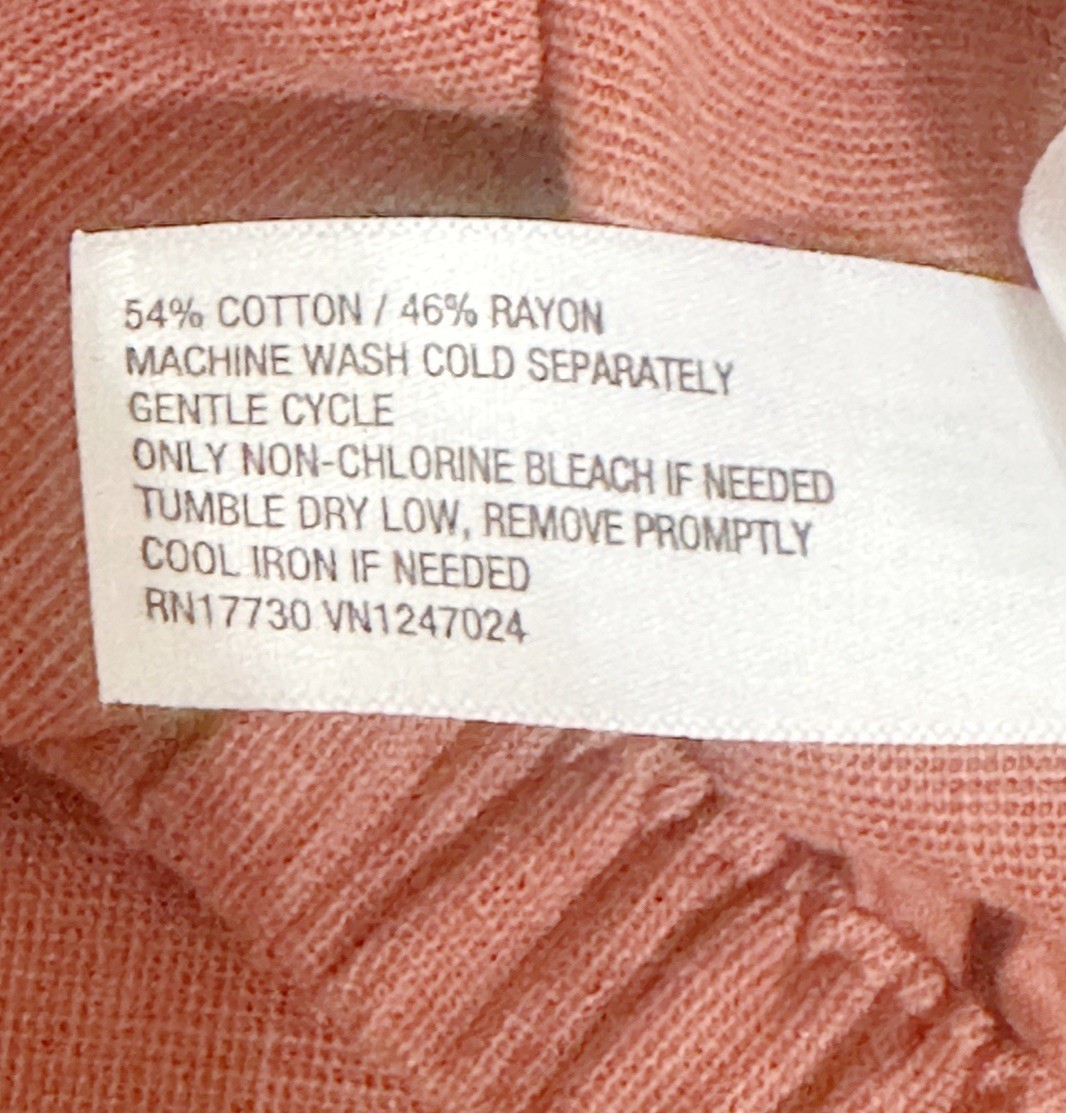 54% COTTON / 46% RAYON
MACHINE WASH COLD SEPARATELY
GENTLE CYCLE
ONLY NON-CHLORINE BLEACH IF NEEDED
TUMBLE DRY LOW, REMOVE PROMPTLY
COOL IRON IF NEEDED
RN17730 VN1247024